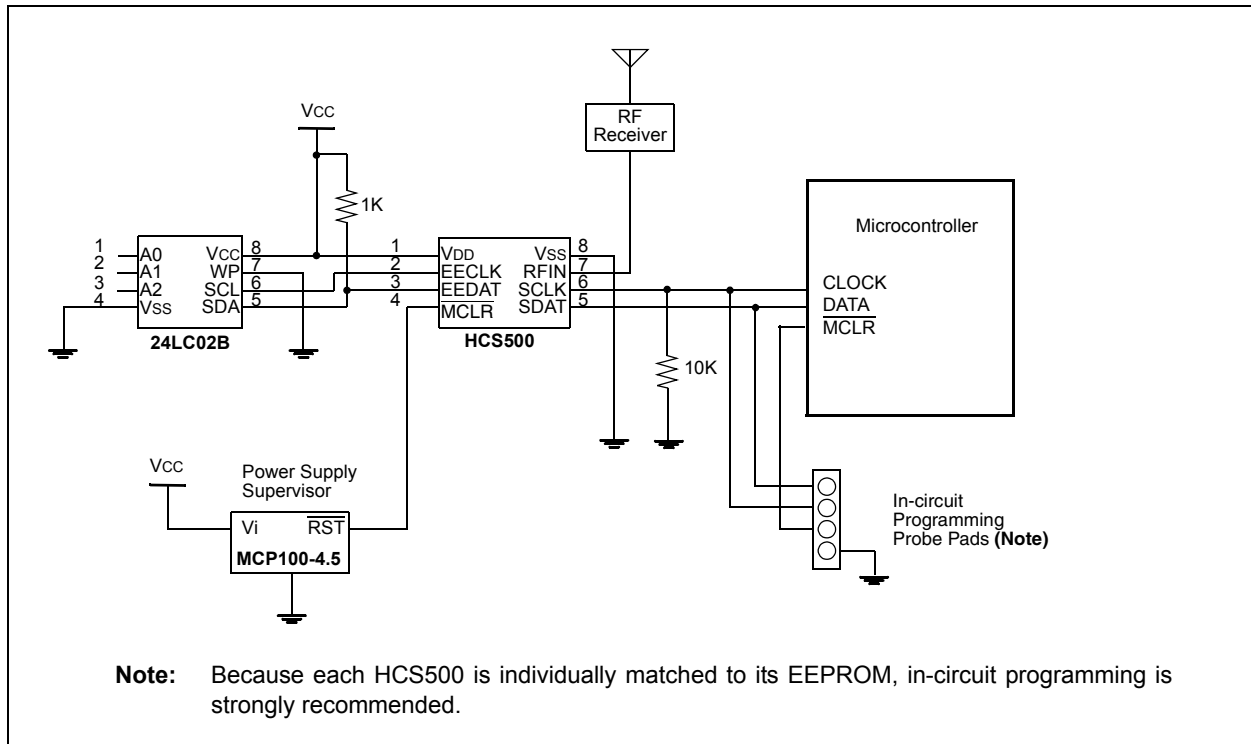 RF
Receiver
VCC
1K
Microcontroller
1
2
3
4
A0
A1
A2
VSS
VCC
WP
SCL
SDA
8
7
6
5
24LC02B
1
2
3
4
VDD
EECLK
EEDAT
MCLR
VSS
RFIN
SCLK
SDAT
8
7
6
5
HCS500
CLOCK
DATA
MCLR
10K
VCC
Power Supply
Supervisor
Vi
RST
MCP100-4.5
In-circuit
Programming
Probe Pads (Note)
Note: Because each HCS500 is individually matched to its EEPROM, in-circuit programming is
strongly recommended.